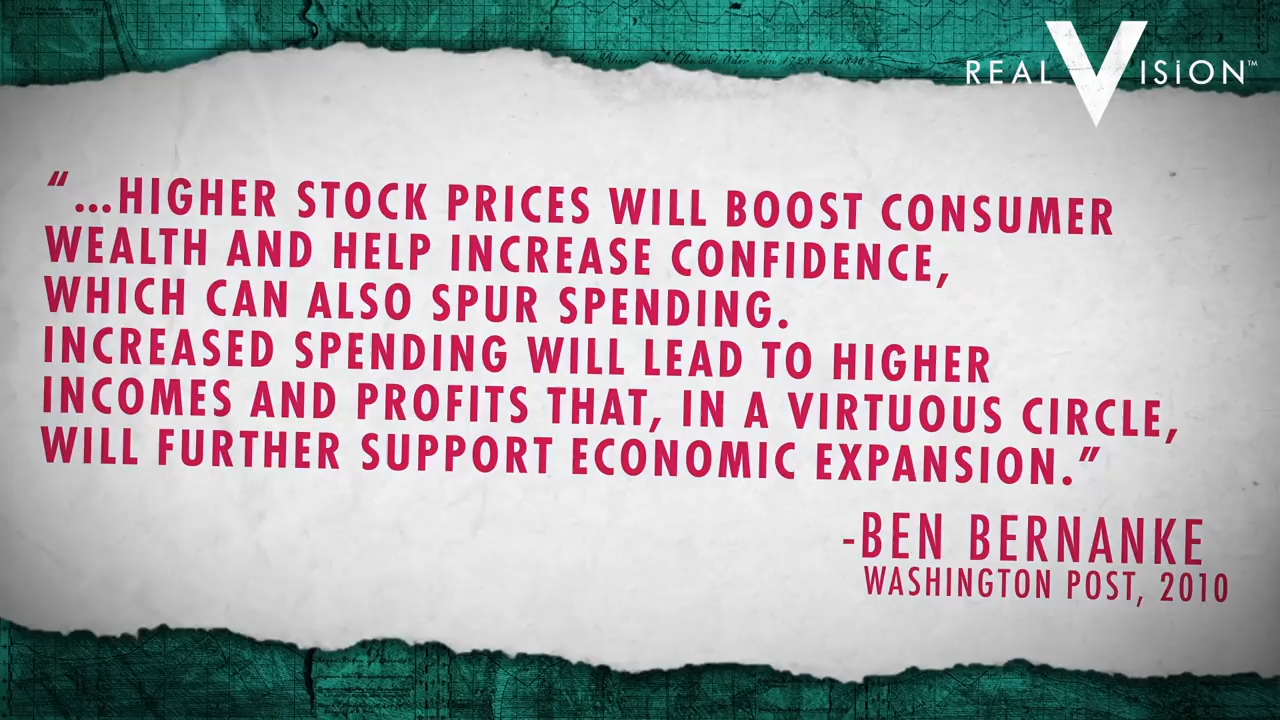 REAL VISION™
“...HIGHER STOCK PRICES WILL BOOST CONSUMER
WEALTH AND HELP INCREASE CONFIDENCE,
WHICH CAN ALSO SPUR SPENDING.
INCREASED SPENDING WILL LEAD TO HIGHER
INCOMES AND PROFITS THAT, IN A VIRTUOUS CIRCLE,
WILL FURTHER SUPPORT ECONOMIC EXPANSION.”
-BEN BERNANKE
WASHINGTON POST, 2010